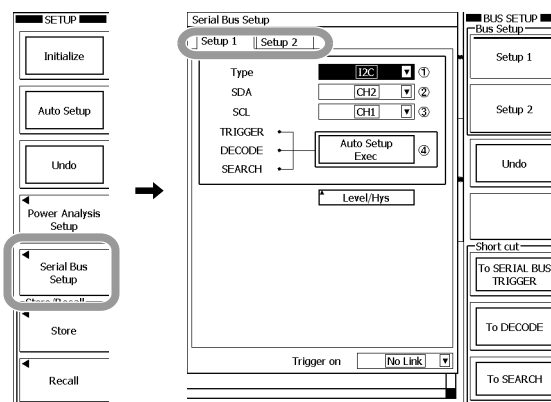 SETUP
Initialize
Auto Setup
Undo
Power Analysis
Setup
Serial Bus
Setup
Store/Recall
Store
Recall
Serial Bus Setup
Setup 1
Setup 2
Type
I2C
①
SDA
CH2
②
SCL
CH1
③
TRIGGER
DECODE
SEARCH
Auto Setup
Exec
④
Level/Hys
Trigger on
No Link
BUS SETUP
Bus Setup
Setup 1
Setup 2
Undo
Short cut
To SERIAL BUS
TRIGGER
To DECODE
To SEARCH